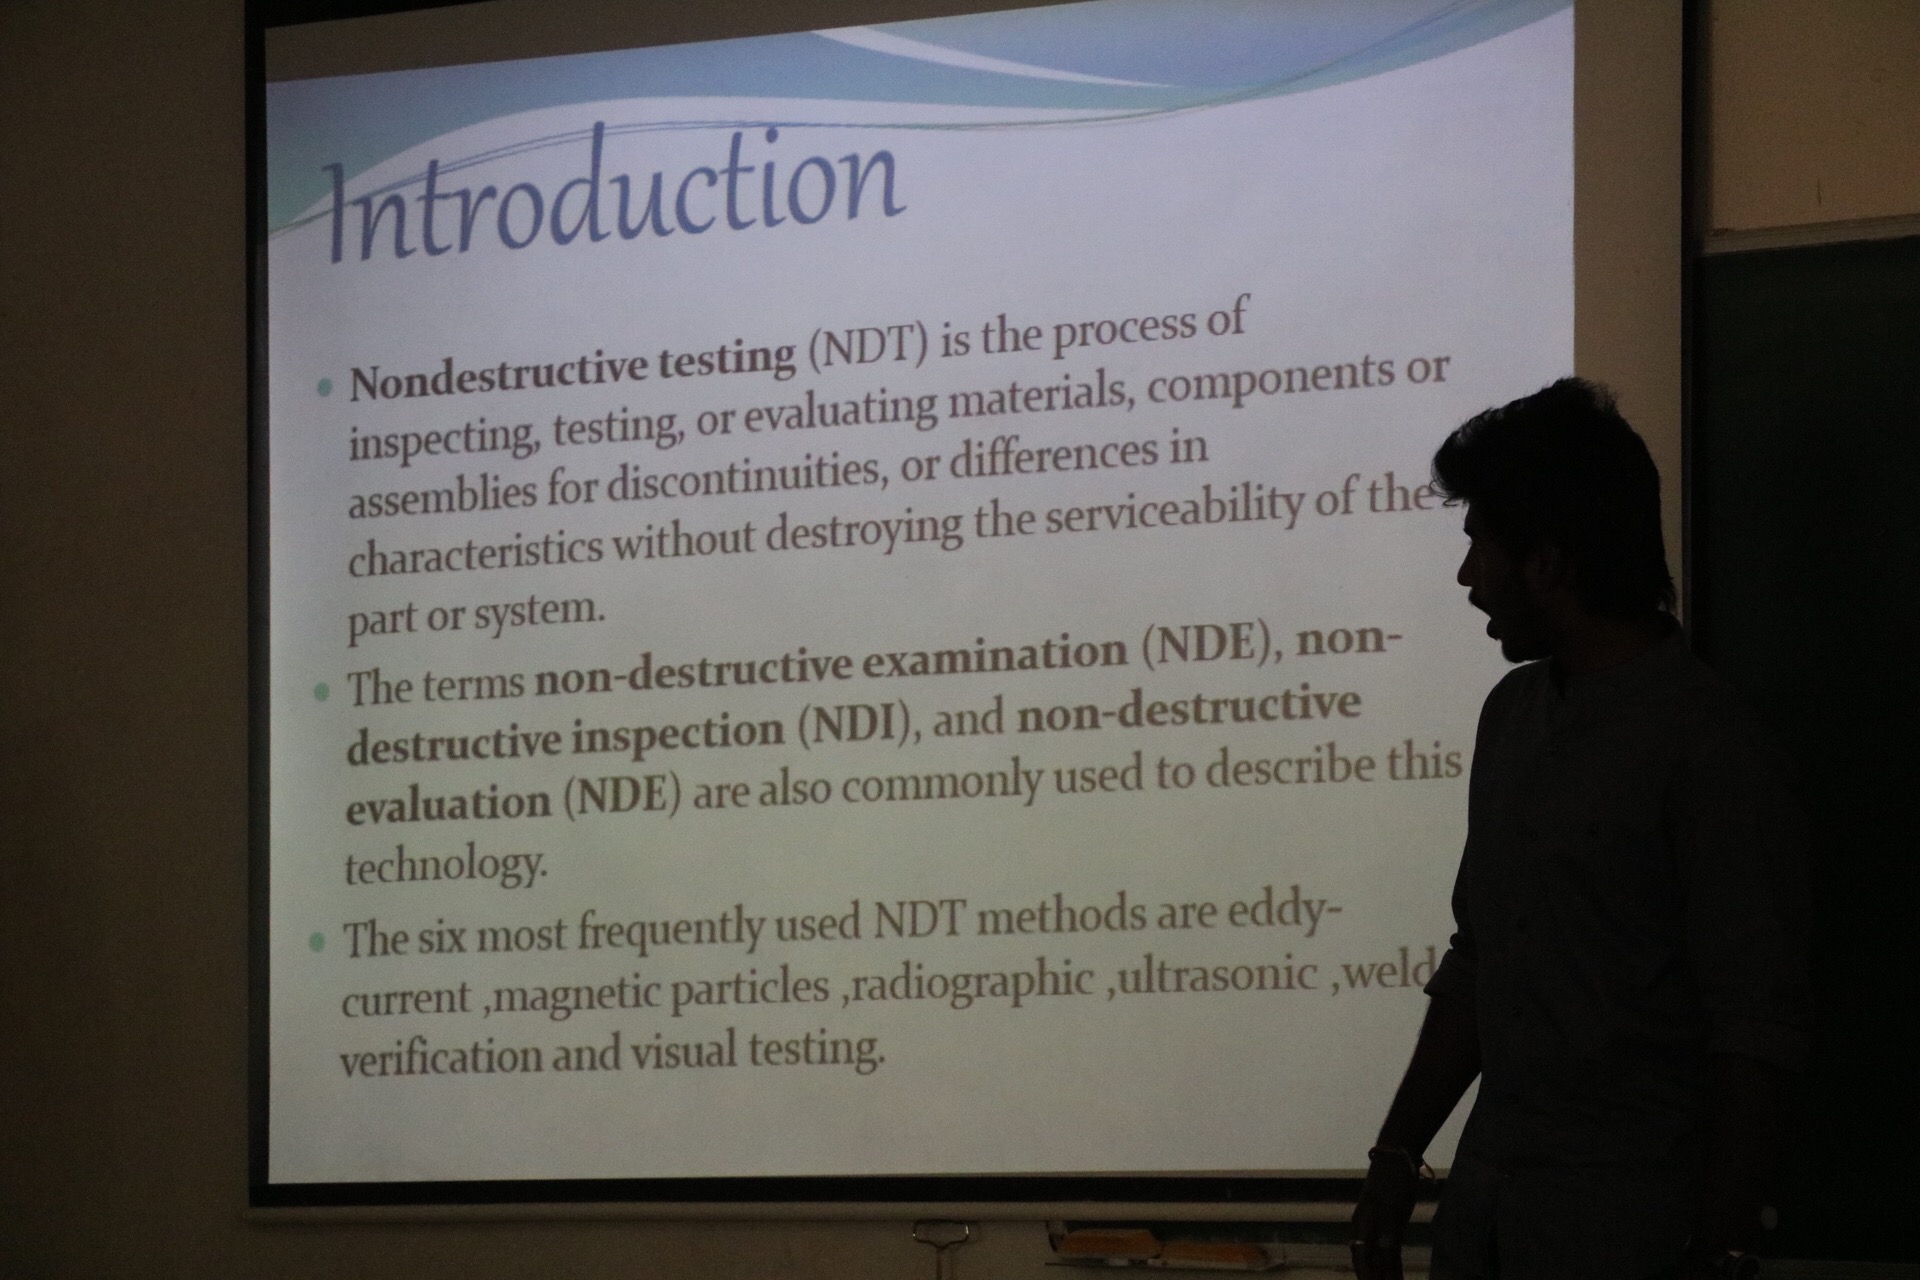 Introduction
Nondestructive testing (NDT) is the process of
inspecting, testing, or evaluating materials, components or
assemblies for discontinuities, or differences in
characteristics without destroying the serviceability of the
part or system.
The terms non-destructive examination (NDE), non-
destructive inspection (NDI), and non-destructive
evaluation (NDE) are also commonly used to describe this
technology.
The six most frequently used NDT methods are eddy-
current ,magnetic particles ,radiographic ,ultrasonic ,weld
verification and visual testing.